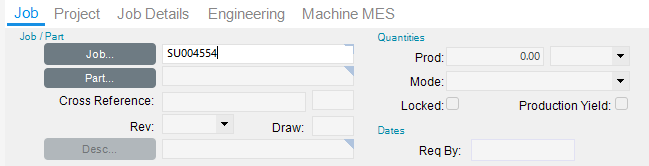 Job Project Job Details Engineering Machine MES
Job / Part
Job... SU004554
Part...
Cross Reference:
Rev: Draw:
Desc...
Quantities
Prod: 0.00
Mode:
Locked: Production Yield:
Dates
Req By: